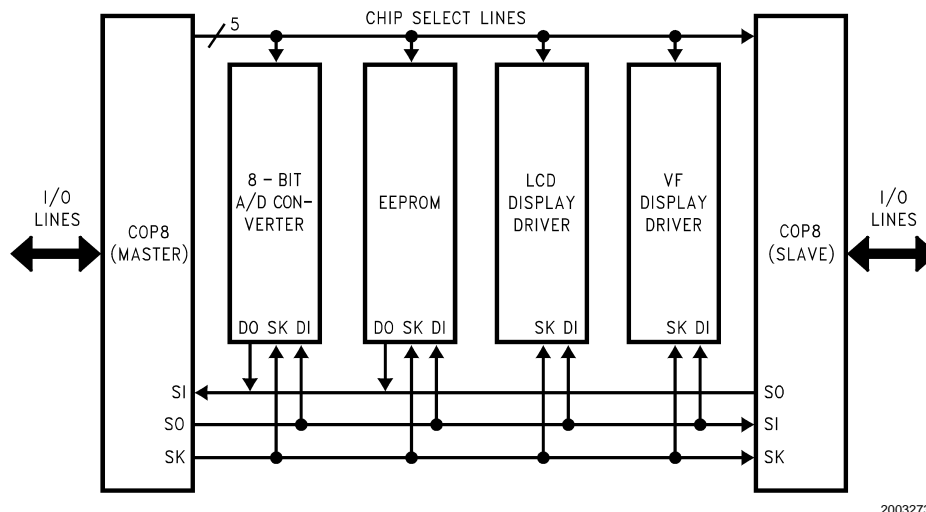 CHIP SELECT LINES
5
I/O
LINES
COP8
(MASTER)
8 – BIT
A/D CON-
VERTER
EEPROM
LCD
DISPLAY
DRIVER
VF
DISPLAY
DRIVER
COP8
(SLAVE)
I/O
LINES
DO SK DI
DO SK DI
SK DI
SK DI
SI
SO
SO
SI
SK
SK